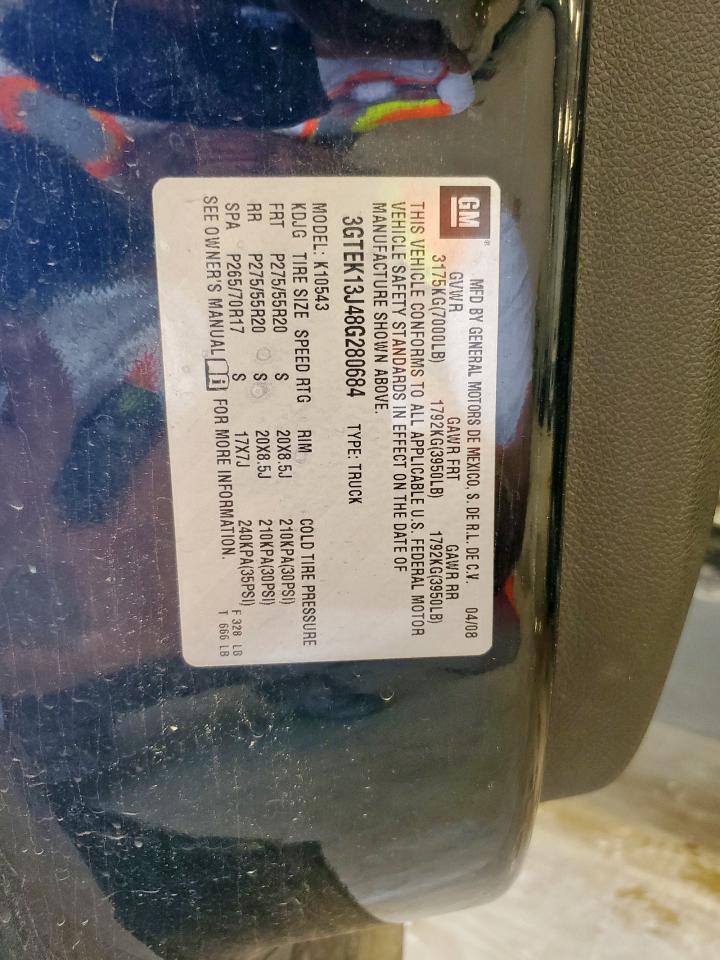 GM®
MFD BY GENERAL MOTORS DE MEXICO, S. DE R.L. DE C.V. 04/08
GVWR GAWR FRT GAWR RR
3175KG(7000LB) 1792KG(3950LB) 1792KG(3950LB)
THIS VEHICLE CONFORMS TO ALL APPLICABLE U.S. FEDERAL MOTOR
VEHICLE SAFETY STANDARDS IN EFFECT ON THE DATE OF
MANUFACTURE SHOWN ABOVE.
3GTEK13J48G280684 TYPE: TRUCK
MODEL: K10543
KDJG TIRE SIZE SPEED RTG RIM COLD TIRE PRESSURE
FRT P275/55R20 S 20X8.5J 210KPA(30PSI)
RR P275/55R20 S 20X8.5J 210KPA(30PSI)
SPA P265/70R17 S 17X7J 240KPA(35PSI) F 328 LB
SEE OWNER'S MANUAL FOR MORE INFORMATION. T 666 LB